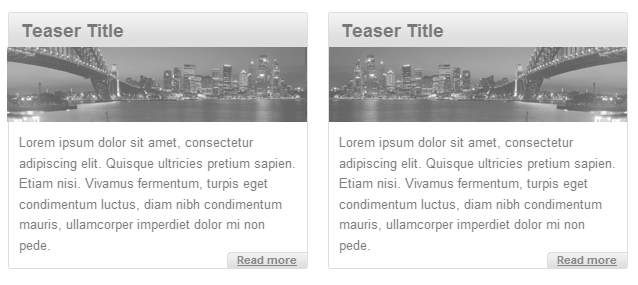 Teaser Title
Lorem ipsum dolor sit amet, consectetur
adipiscing elit. Quisque ultricies pretium sapien.
Etiam nisi. Vivamus fermentum, turpis eget
condimentum luctus, diam nibh condimentum
mauris, ullamcorper imperdiet dolor mi non
pede.
Read more
Teaser Title
Lorem ipsum dolor sit amet, consectetur
adipiscing elit. Quisque ultricies pretium sapien.
Etiam nisi. Vivamus fermentum, turpis eget
condimentum luctus, diam nibh condimentum
mauris, ullamcorper imperdiet dolor mi non
pede.
Read more